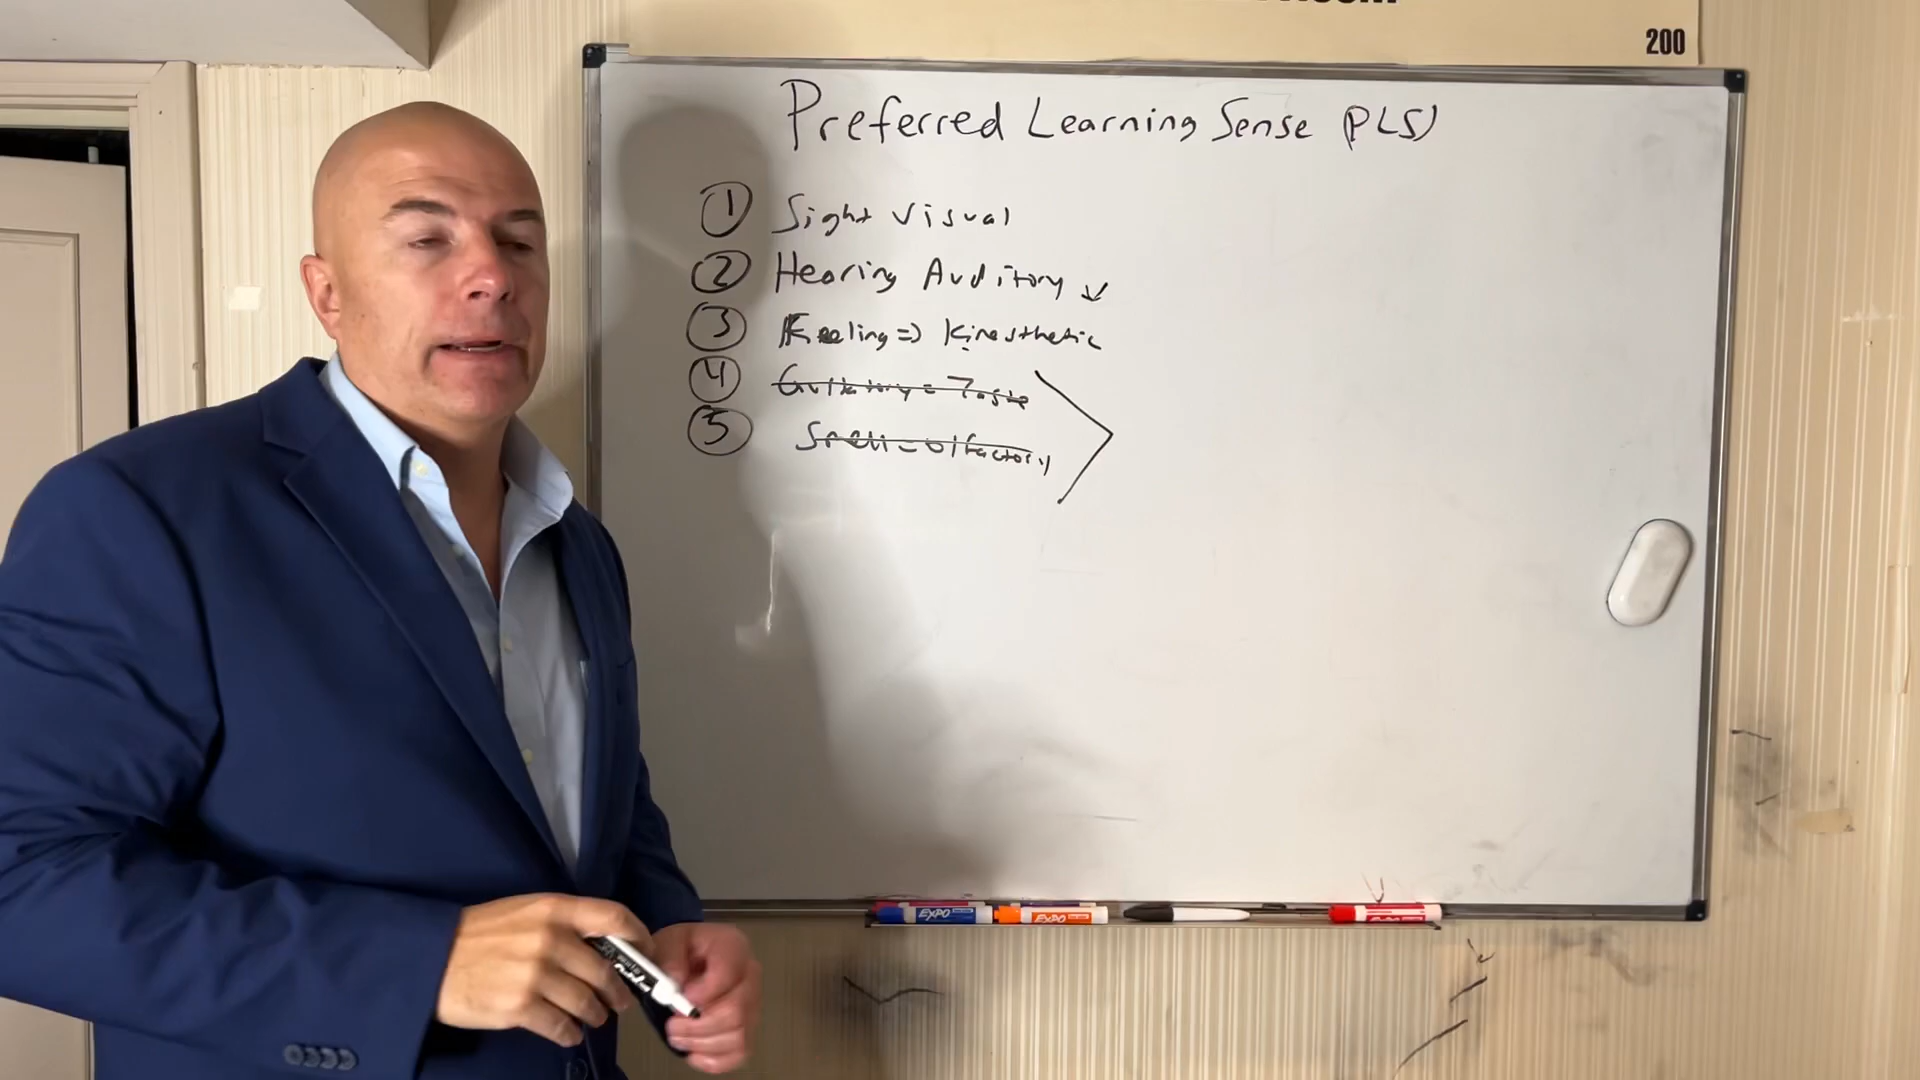 200
Preferred Learning Sense (PLS)
1 Sight Visual
2 Hearing Auditory
3 Feeling => Kinesthetic
4 Gustatory = Taste
5 Smell = olfactory
EXPO
EXPO